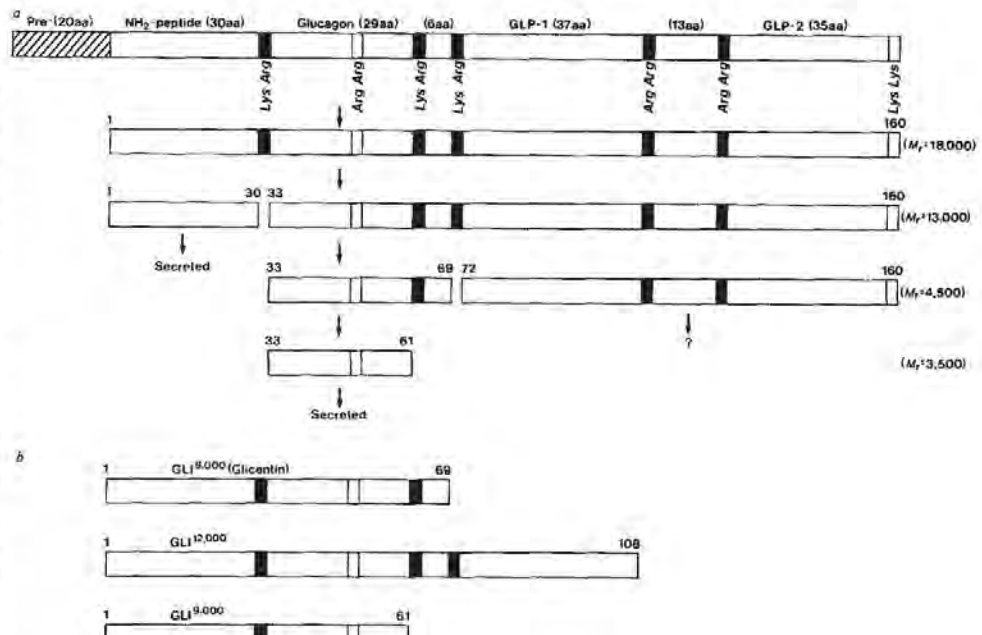 a
Pre-(20aa) NH₂-peptide (30aa) Glucagon (29aa) (6aa) GLP-1 (37aa) (13aa) GLP-2 (35aa)
Lys Arg Arg Arg Lys Arg Lys Arg Arg Arg Arg Arg Lys Lys
1 160
(Mᵣ=18,000)
1 30 33 160
(Mᵣ=13,000)
Secreted
33 69 72 160
(Mᵣ=4,500)
33 61 ?
(Mᵣ=3,500)
Secreted
b
1 GLI (Glicentin) 69
1 GLI¹²,⁰⁰⁰ 108
1 GLI⁹,⁰⁰⁰ 61